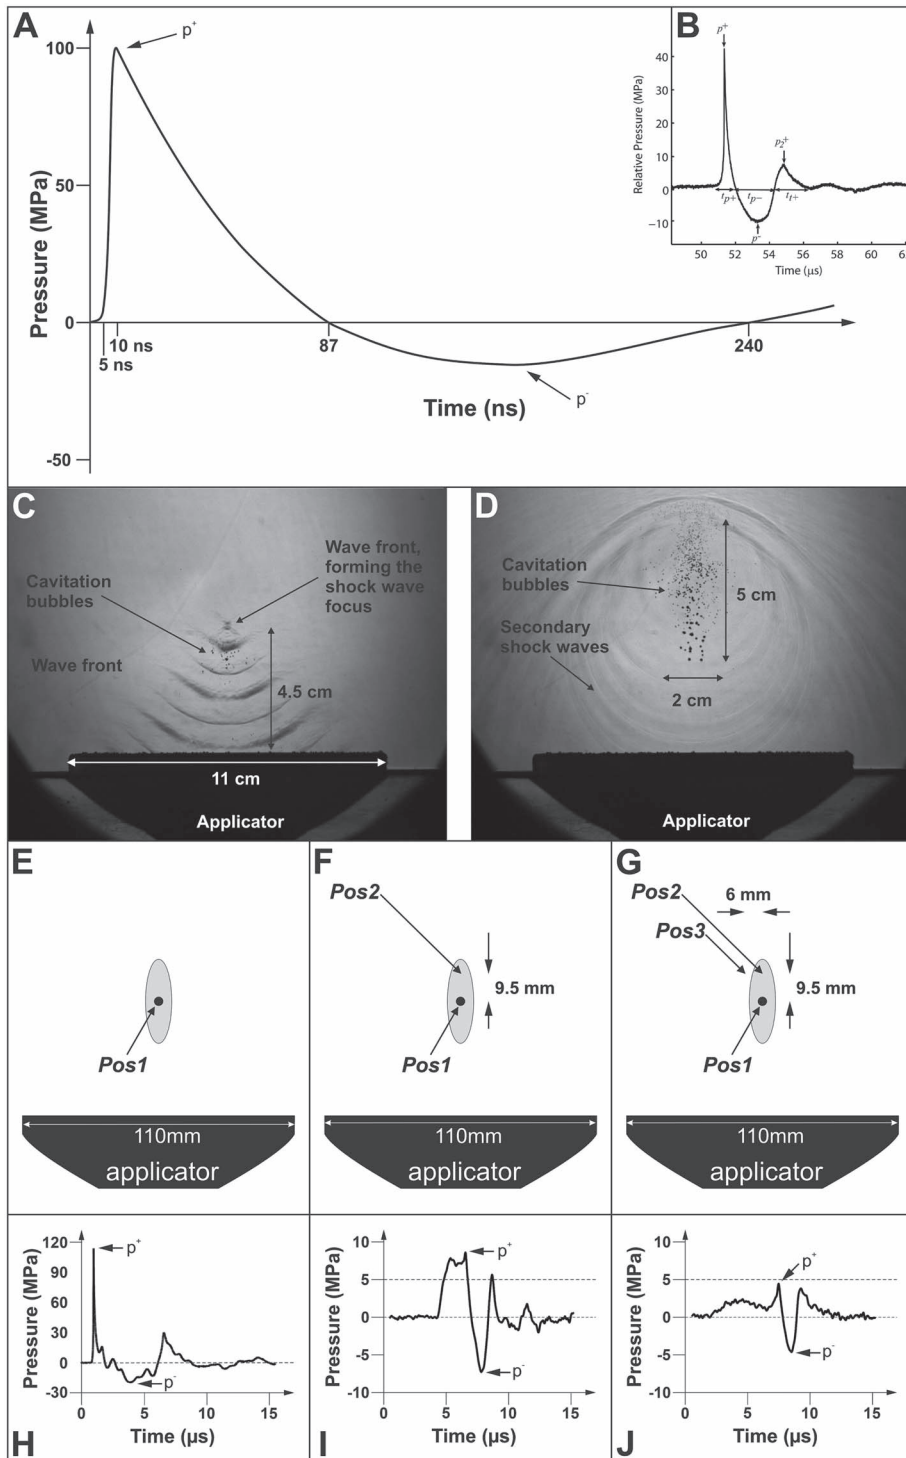 A
p+
100
50
0
-50
Pressure (MPa)
10 ns
5 ns
87
240
Time (ns)
p-
B
p+
40
30
20
10
0
−10
Relative Pressure (MPa)
p2+
tp+
tp−
tt+
p-
50
52
54
56
58
60
6
Time (µs)
C
Wave front,
forming the
shock wave
focus
Cavitation
bubbles
Wave front
4.5 cm
11 cm
Applicator
D
Cavitation
bubbles
5 cm
Secondary
shock waves
2 cm
Applicator
E
Pos1
110mm
applicator
F
Pos2
9.5 mm
Pos1
110mm
applicator
G
6 mm
Pos2
Pos3
9.5 mm
Pos1
110mm
applicator
120
90
60
30
0
-30
Pressure (MPa)
p+
p-
0
5
10
15
Time (µs)
H
10
5
0
-5
-10
Pressure (MPa)
p+
p-
0
5
10
15
Time (µs)
I
10
5
0
-5
-10
Pressure (MPa)
p+
p-
0
5
10
15
Time (µs)
J